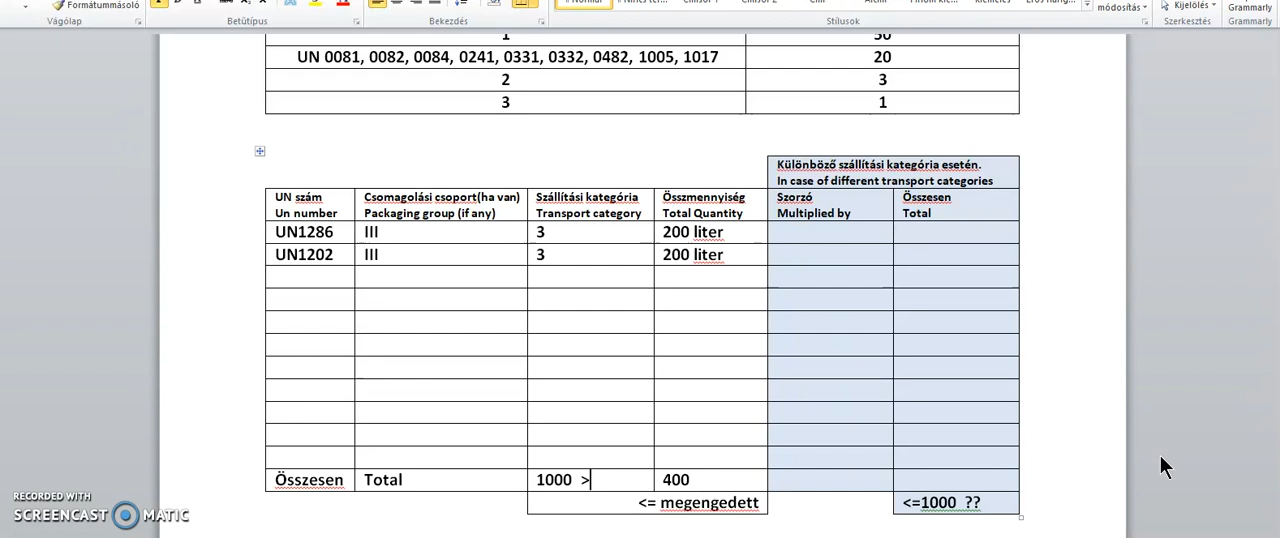 Formátummásoló
módosítás
Kijelölés
Grammarly
Vágólap
Betűtípus
Bekezdés
Stílusok
Szerkesztés
Grammarly
1
50
UN 0081, 0082, 0084, 0241, 0331, 0332, 0482, 1005, 1017
20
2
3
3
1
Különböző szállítási kategória esetén.
In case of different transport categories
UN szám
Un number
Csomagolási csoport(ha van)
Packaging group (if any)
Szállítási kategória
Transport category
Összmennyiség
Total Quantity
Szorzó
Multiplied by
Összesen
Total
UN1286 III 3 200 liter
UN1202 III 3 200 liter
Összesen Total 1000 > 400
<= megengedett
<=1000 ??
RECORDED WITH
SCREENCAST MATIC